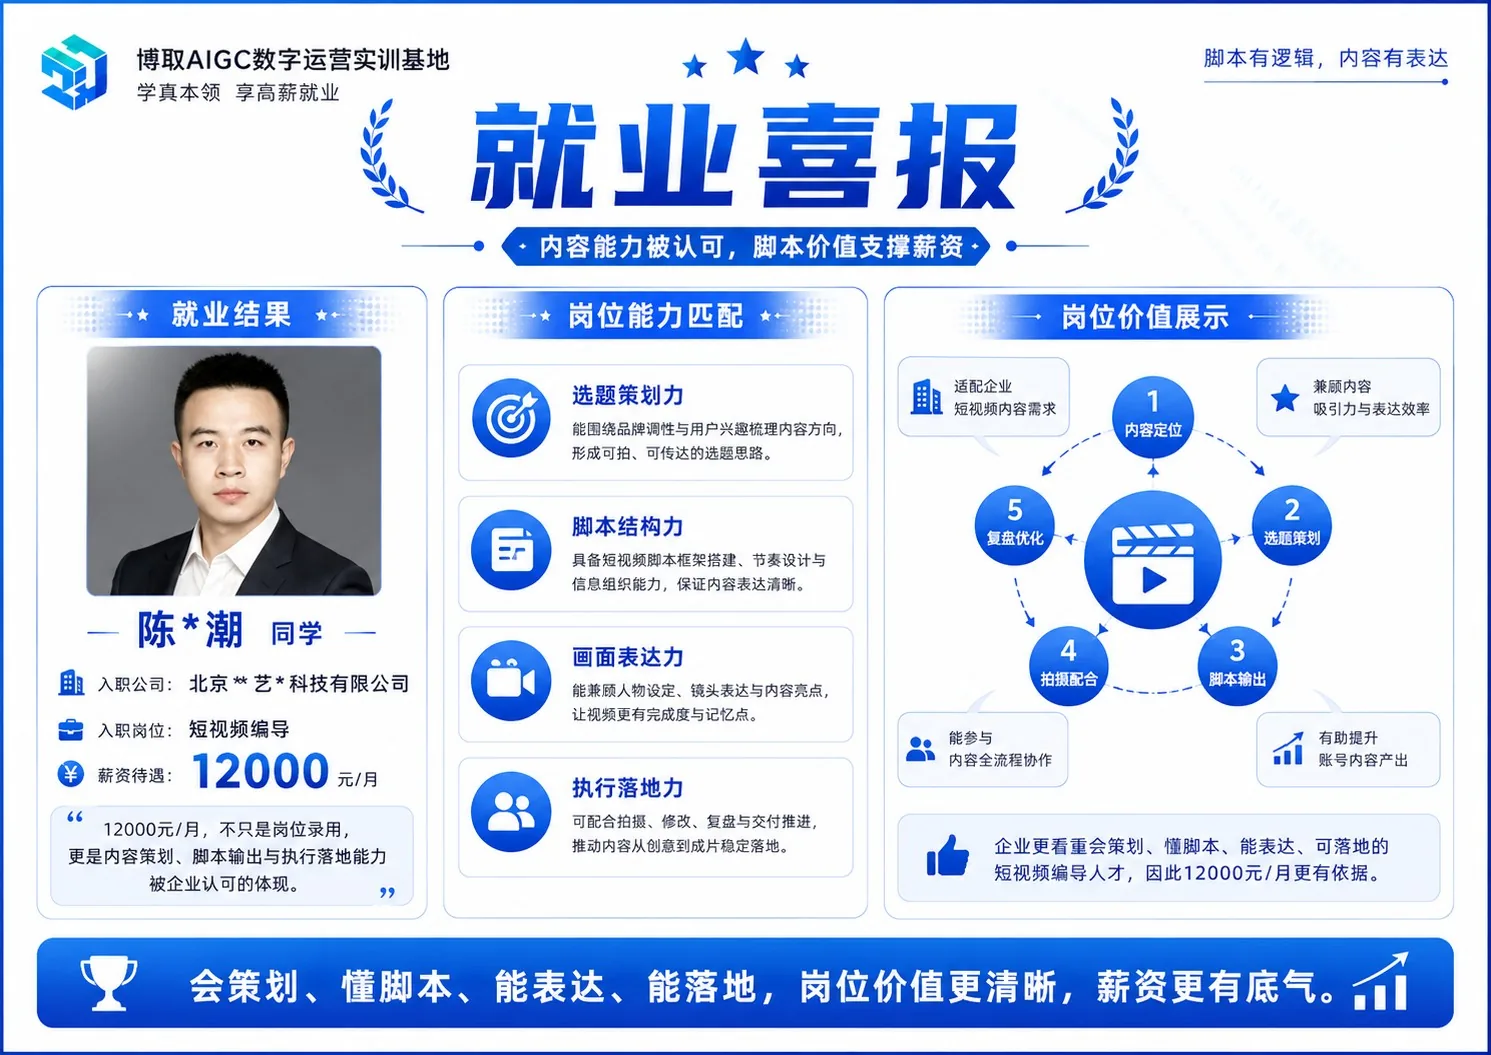 博取AIGC数字运营实训基地
学真本领 享高薪就业
脚本有逻辑，内容有表达
就业喜报
内容能力被认可，脚本价值支撑薪资
就业结果
陈*潮 同学
入职公司： 北京**艺*科技有限公司
入职岗位： 短视频编导
薪资待遇： 12000 元/月
“ 12000元/月，不只是岗位录用，
更是内容策划、脚本输出与执行落地能力
被企业认可的体现。 ”
岗位能力匹配
选题策划力
能围绕品牌调性与用户兴趣梳理内容方向，
形成可拍、可传达的选题思路。
脚本结构力
具备短视频脚本框架搭建、节奏设计与
信息组织能力，保证内容表达清晰。
画面表达力
能兼顾人物设定、镜头表达与内容亮点，
让视频更有完成度与记忆点。
执行落地力
可配合拍摄、修改、复盘与交付推进，
推动内容从创意到成片稳定落地。
岗位价值展示
适配企业
短视频内容需求
兼顾内容
吸引力与表达效率
1
内容定位
2
选题策划
3
脚本输出
4
拍摄配合
5
复盘优化
能参与
内容全流程协作
有助提升
账号内容产出
企业更看重会策划、懂脚本、能表达、可落地的
短视频编导人才，因此12000元/月更有依据。
会策划、懂脚本、能表达、能落地，岗位价值更清晰，薪资更有底气。